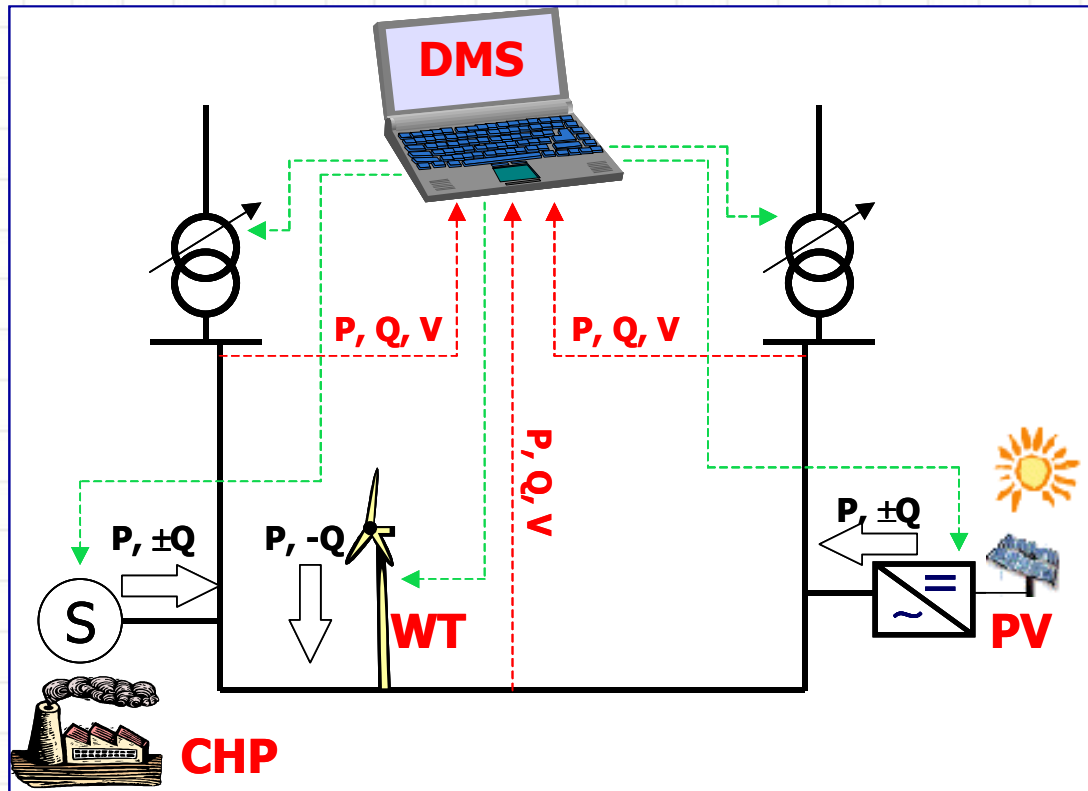 DMS
P, Q, V
P, Q, V
P, Q,V
P, ±Q
P, -Q
P, ±Q
S
WT
=
~
PV
CHP